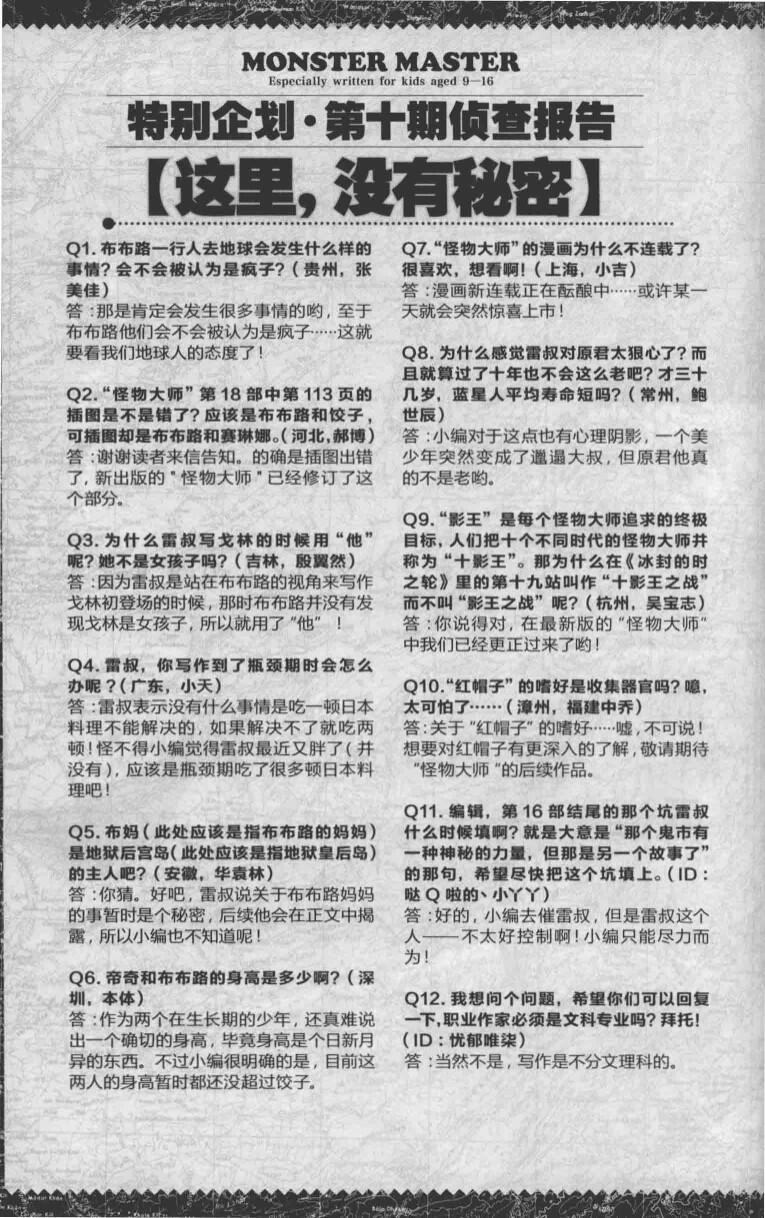 MONSTER MASTER
Especially written for kids aged 9—16
特别企划·第十期侦查报告
【这里，没有秘密】
Q1. 布布路一行人去地球会发生什么样的
事情？会不会被认为是疯子？（贵州，张
美佳）
答：那是肯定会发生很多事情的哟，至于
布布路他们会不会被认为是疯子……这就
要看我们地球人的态度了！
Q2. “怪物大师”第18部中第113页的
插图是不是错了？应该是布布路和饺子，
可插图却是布布路和赛琳娜。（河北，郝博）
答：谢谢读者来信告知。的确是插图出错
了，新出版的"怪物大师"已经修订了这
个部分。
Q3. 为什么雷叔写戈林的时候用“他”
呢？她不是女孩子吗？（吉林，殷翼然）
答：因为雷叔是站在布布路的视角来写作
戈林初登场的时候，那时布布路并没有发
现戈林是女孩子，所以就用了“他”！
Q4. 雷叔，你写作到了瓶颈期时会怎么
办呢？（广东，小天）
答：雷叔表示没有什么事情是吃一顿日本
料理不能解决的，如果解决不了就吃两
顿！怪不得小编觉得雷叔最近又胖了（并
没有），应该是瓶颈期吃了很多顿日本料
理吧！
Q5. 布妈（此处应该是指布布路的妈妈）
是地狱后宫岛（此处应该是指地狱皇后岛）
的主人吧？（安徽，华袁林）
答：你猜。好吧，雷叔说关于布布路妈妈
的事暂时是个秘密，后续他会在正文中揭
露，所以小编也不知道呢！
Q6. 帝奇和布布路的身高是多少啊？（深
圳，本体）
答：作为两个在生长期的少年，还真难说
出一个确切的身高，毕竟身高是个日新月
异的东西。不过小编很明确的是，目前这
两人的身高暂时都还没超过饺子。
Q7. “怪物大师”的漫画为什么不连载了？
很喜欢，想看啊！（上海，小吉）
答：漫画新连载正在酝酿中……或许某一
天就会突然惊喜上市！
Q8. 为什么感觉雷叔对原君太狠心了？而
且就算过了十年也不会这么老吧？才三十
几岁，蓝星人平均寿命短吗？（常州，鲍
世辰）
答：小编对于这点也有心理阴影，一个美
少年突然变成了邋遢大叔，但原君他真
的不是老哟。
Q9. “影王”是每个怪物大师追求的终极
目标，人们把十个不同时代的怪物大师并
称为“十影王”。那为什么在《冰封的时
之轮》里的第十九站叫作“十影王之战”
而不叫“影王之战”呢？（杭州，吴宝志）
答：你说得对，在最新版的“怪物大师”
中我们已经更正过来了哟！
Q10. “红帽子”的嗜好是收集器官吗？噫，
太可怕了……（漳州，福建中乔）
答：关于“红帽子”的嗜好……嘘，不可说！
想要对红帽子有更深入的了解，敬请期待
“怪物大师”的后续作品。
Q11. 编辑，第16部结尾的那个坑雷叔
什么时候填啊？就是大意是“那个鬼市有
一种神秘的力量，但那是另一个故事了”
的那句，希望尽快把这个坑填上。（ID：
哒Q啦的丶小丫丫）
答：好的，小编去催雷叔，但是雷叔这个
人——不太好控制啊！小编只能尽力而
为！
Q12. 我想问个问题，希望你们可以回复
一下，职业作家必须是文科专业吗？拜托！
（ID：忧郁唯柒）
答：当然不是，写作是不分文理科的。